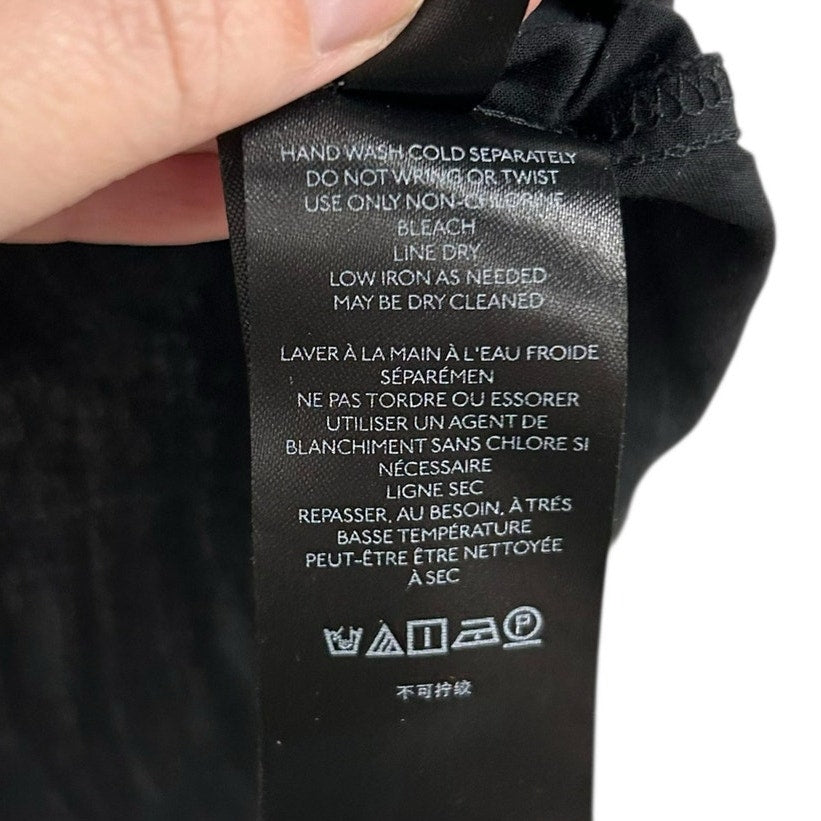 HAND WASH COLD SEPARATELY
DO NOT WRING OR TWIST
USE ONLY NON-CHLORINE
BLEACH
LINE DRY
LOW IRON AS NEEDED
MAY BE DRY CLEANED
LAVER À LA MAIN À L'EAU FROIDE
SÉPARÉMEN
NE PAS TORDRE OU ESSORER
UTILISER UN AGENT DE
BLANCHIMENT SANS CHLORE SI
NÉCESSAIRE
LIGNE SEC
REPASSER, AU BESOIN, À TRÉS
BASSE TEMPÉRATURE
PEUT-ÊTRE ÊTRE NETTOYÉE
À SEC
P
不可拧绞